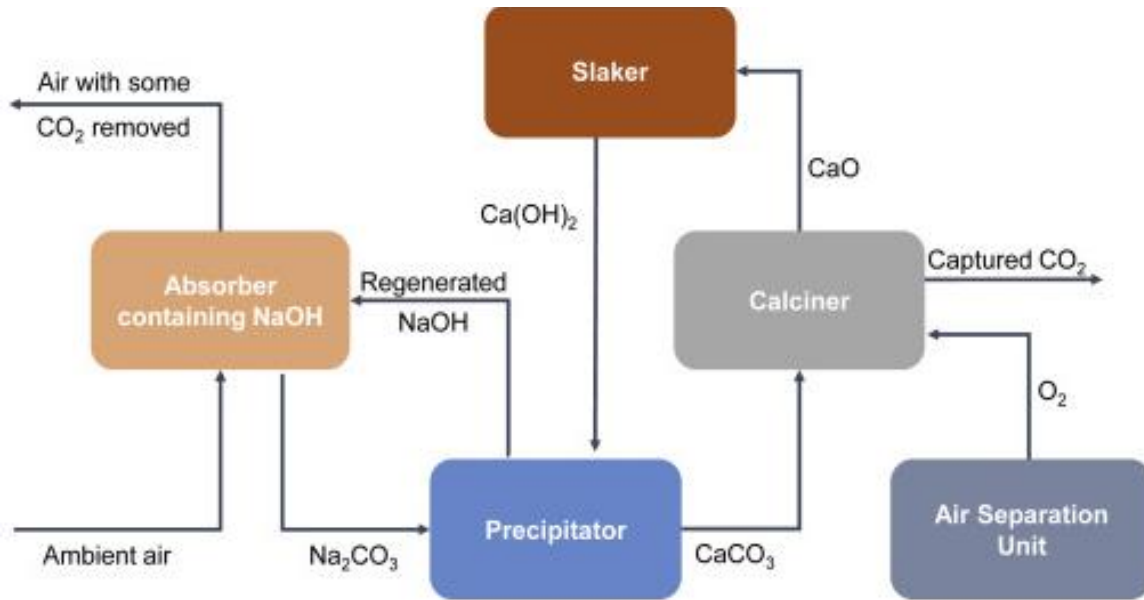 Slaker
Air with some
CO₂ removed
CaO
Ca(OH)₂
Absorber
containing NaOH
Regenerated
NaOH
Calciner
Captured CO₂
O₂
Ambient air
Na₂CO₃
Precipitator
CaCO₃
Air Separation
Unit